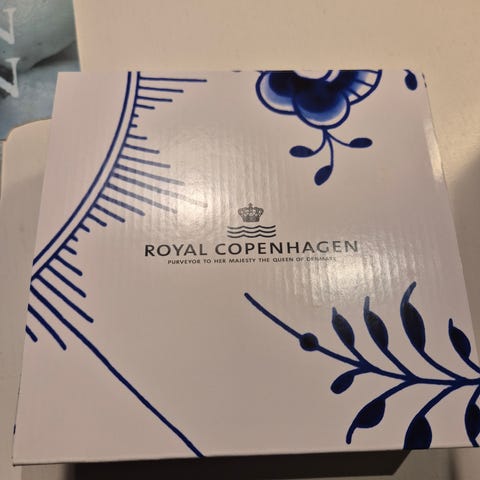 N
N
ROYAL COPENHAGEN
PURVEYOR TO HER MAJESTY THE QUEEN OF DENMARK